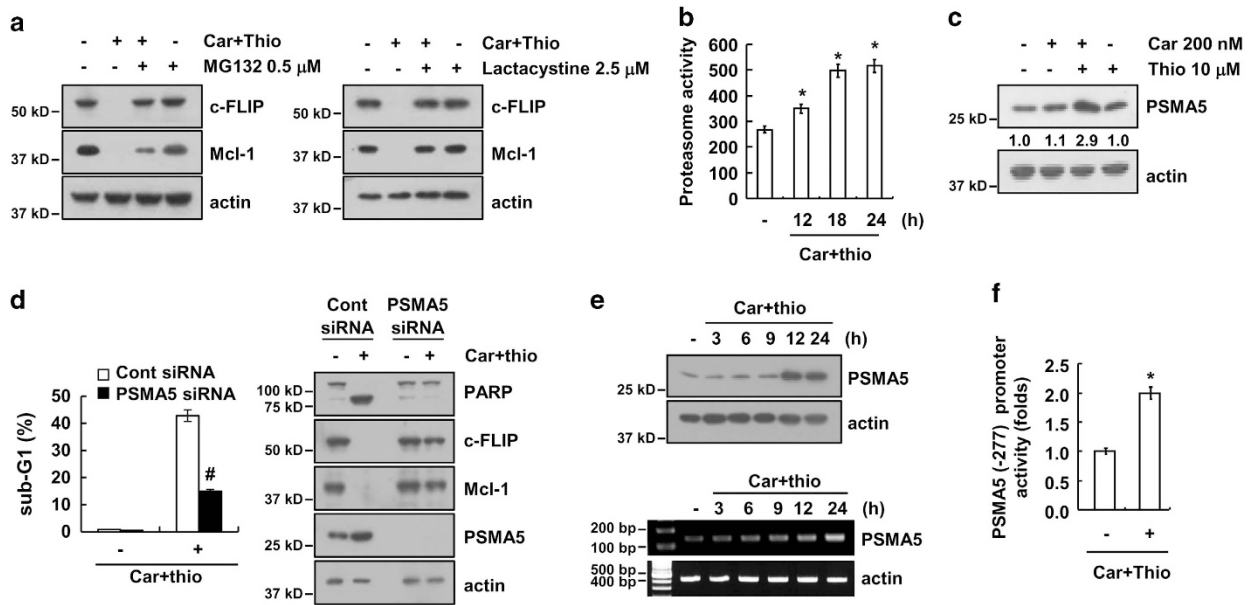 a
- + + - Car+Thio
+ + MG132 0.5 μM
50 kD c-FLIP
37 kD Mcl-1
37 kD actin
- + + - Car+Thio
+ + Lactacystine 2.5 μM
50 kD c-FLIP
37 kD Mcl-1
37 kD actin
b
Proteasome activity
600
500
400
300
200
100
0
* * *
- 12 18 24 (h)
Car+thio
c
- + + - Car 200 nM
+ + Thio 10 μM
25 kD PSMA5
1.0 1.1 2.9 1.0
37 kD actin
d
Cont siRNA
PSMA5 siRNA
sub-G1 (%)
50
40
30
20
10
0
#
- +
Car+thio
Cont PSMA5
siRNA siRNA
- + - + Car+thio
100 kD PARP
75 kD
50 kD c-FLIP
37 kD Mcl-1
25 kD PSMA5
37 kD actin
e
Car+thio
- 3 6 9 12 24 (h)
25 kD PSMA5
37 kD actin
Car+thio
- 3 6 9 12 24 (h)
200 bp PSMA5
100 bp
500 bp actin
400 bp
f
PSMA5 (-277) promoter
activity (folds)
2.5
2.0
1.5
1.0
0.5
0.0
*
- +
Car+Thio